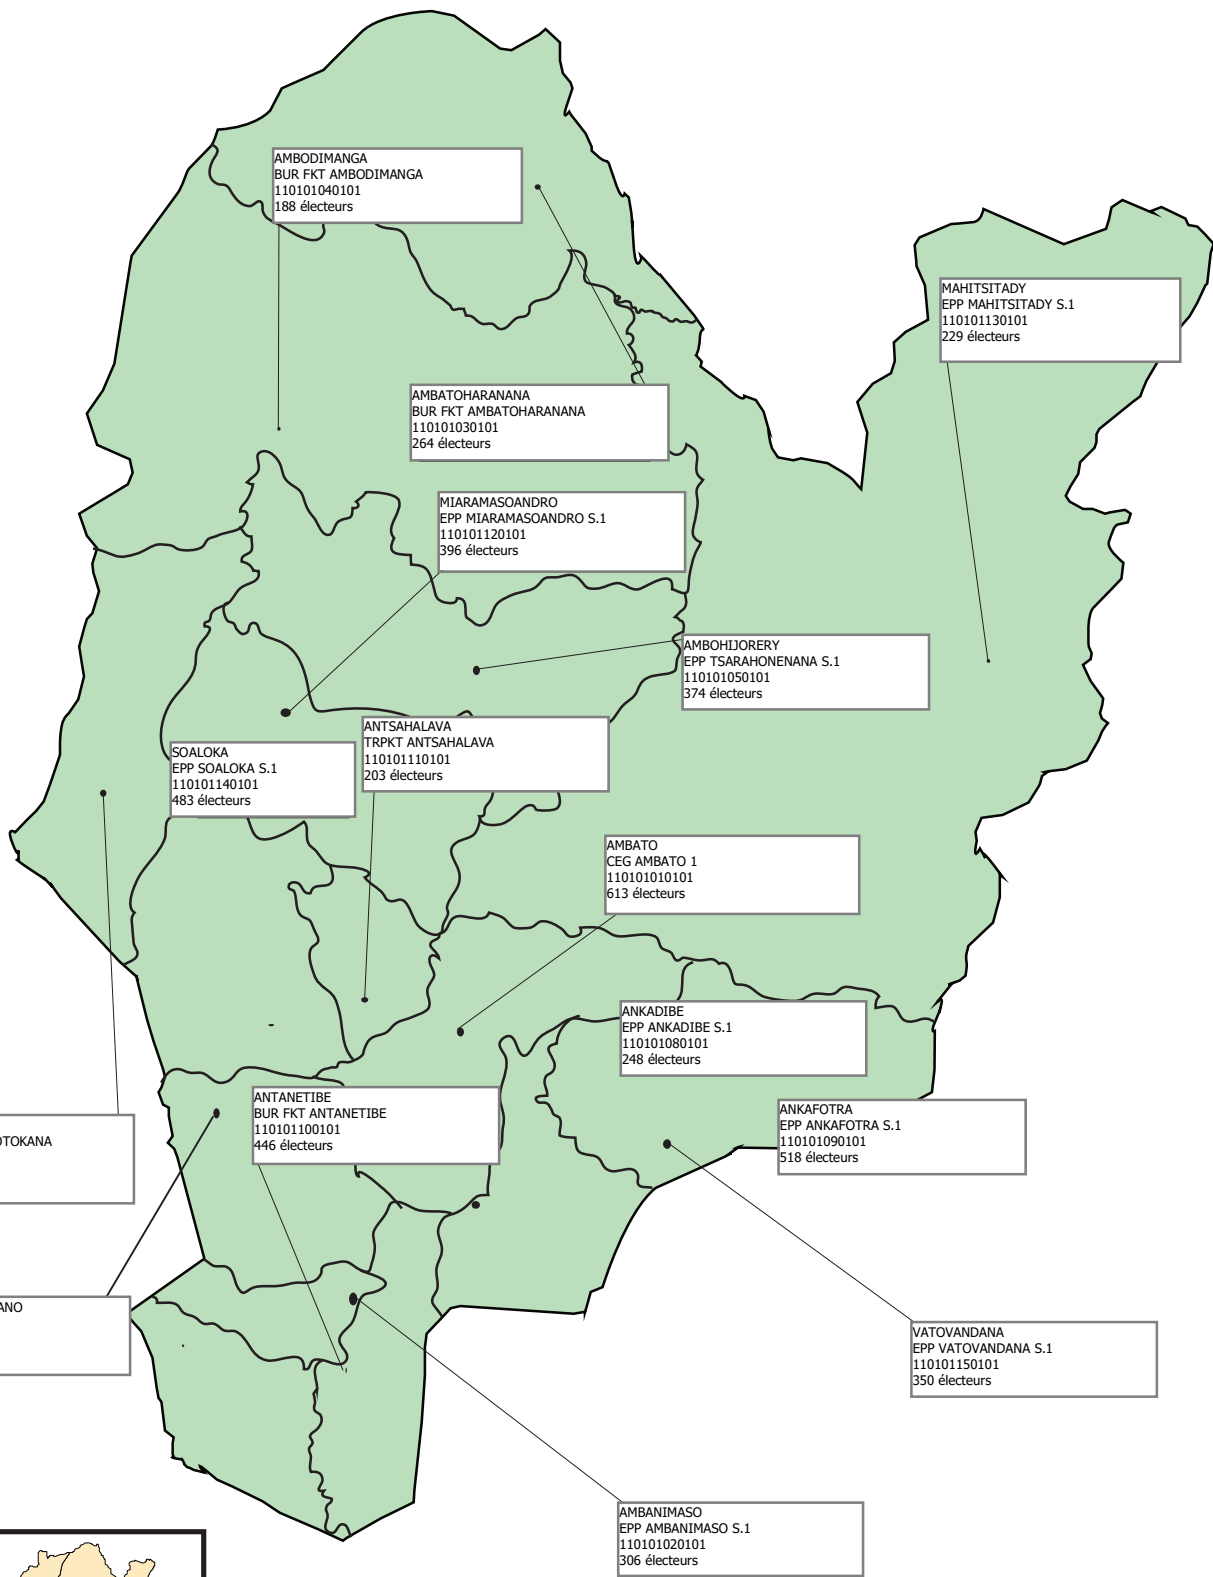 AMBODIMANGA
BUR FKT AMBODIMANGA
110101040101
188 électeurs
MAHITSITADY
EPP MAHITSITADY S.1
110101130101
229 électeurs
AMBATOHARANANA
BUR FKT AMBATOHARANANA
110101030101
264 électeurs
MIARAMASOANDRO
EPP MIARAMASOANDRO S.1
110101120101
396 électeurs
AMBOHIJORERY
EPP TSARAHONENANA S.1
110101050101
374 électeurs
ANTSAHALAVA
TRPKT ANTSAHALAVA
110101110101
203 électeurs
SOALOKA
EPP SOALOKA S.1
110101140101
483 électeurs
AMBATO
CEG AMBATO 1
110101010101
613 électeurs
ANKADIBE
EPP ANKADIBE S.1
110101080101
248 électeurs
ANTANETIBE
BUR FKT ANTANETIBE
110101100101
446 électeurs
ANKAFOTRA
EPP ANKAFOTRA S.1
110101090101
518 électeurs
OTOKANA
ANO
VATOVANDANA
EPP VATOVANDANA S.1
110101150101
350 électeurs
AMBANIMASO
EPP AMBANIMASO S.1
110101020101
306 électeurs